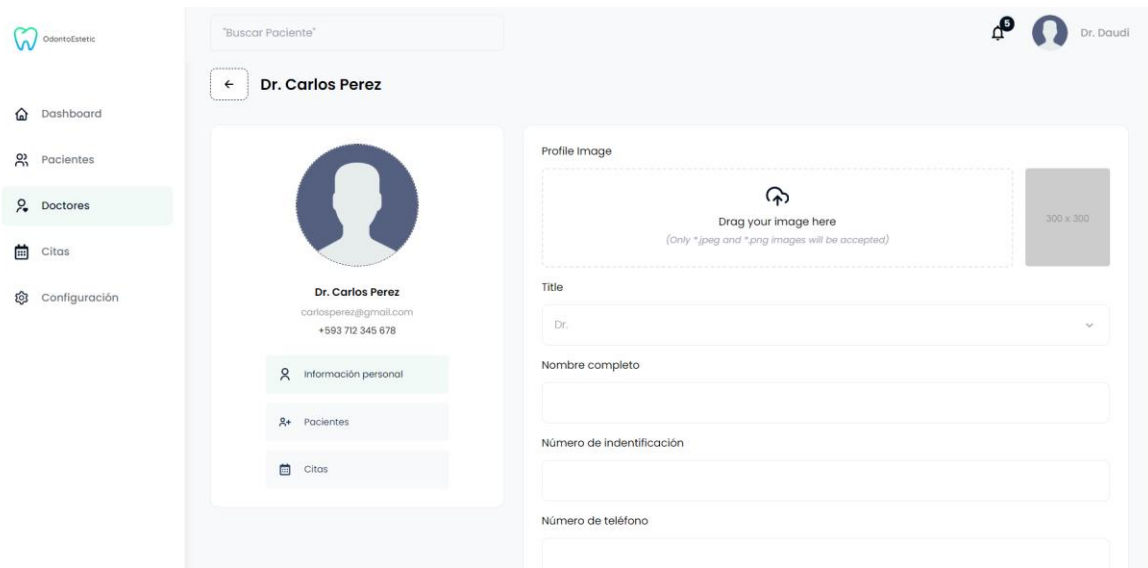 OdontoEstetic
"Buscar Paciente"
5
Dr. Daudi
Dr. Carlos Perez
Dashboard
Pacientes
Doctores
Citas
Configuración
Dr. Carlos Perez
carlosperez@gmail.com
+593 712 345 678
Información personal
Pacientes
Citas
Profile Image
Drag your image here
(Only *.jpeg and *.png images will be accepted)
300 x 300
Title
Dr.
Nombre completo
Número de indentificación
Número de teléfono